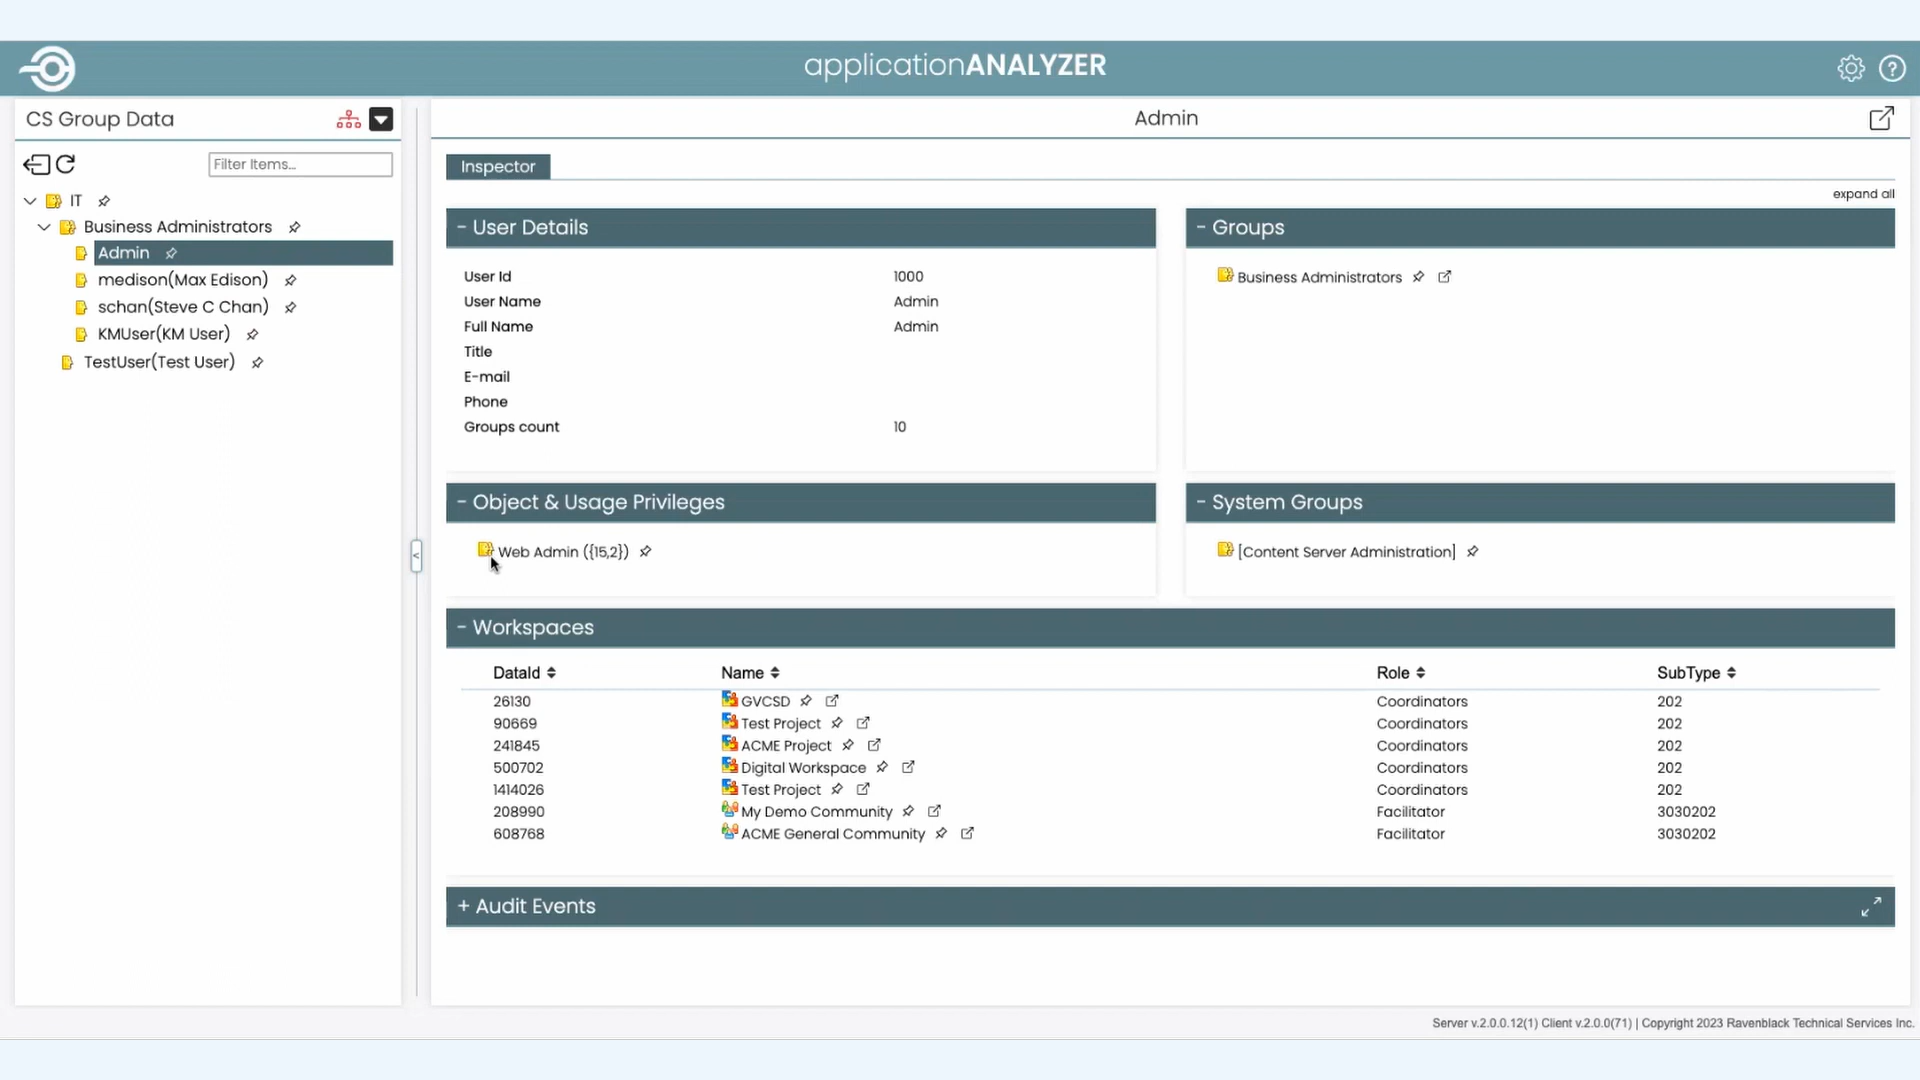 applicationANALYZER
CS Group Data
Filter Items...
IT
Business Administrators
Admin
medison(Max Edison)
schan(Steve C Chan)
KMUser(KM User)
TestUser(Test User)
<
Admin
Inspector
expand all
- User Details
User Id 1000
User Name Admin
Full Name Admin
Title
E-mail
Phone
Groups count 10
- Groups
Business Administrators
- Object & Usage Privileges
Web Admin ({15,2})
- System Groups
[Content Server Administration]
- Workspaces
DataId Name Role SubType
26130 GVCSD Coordinators 202
90669 Test Project Coordinators 202
241845 ACME Project Coordinators 202
500702 Digital Workspace Coordinators 202
1414026 Test Project Coordinators 202
208990 My Demo Community Facilitator 3030202
608768 ACME General Community Facilitator 3030202
+ Audit Events
Server v.2.0.0.12(1) Client v.2.0.0(71) | Copyright 2023 Ravenblack Technical Services Inc.